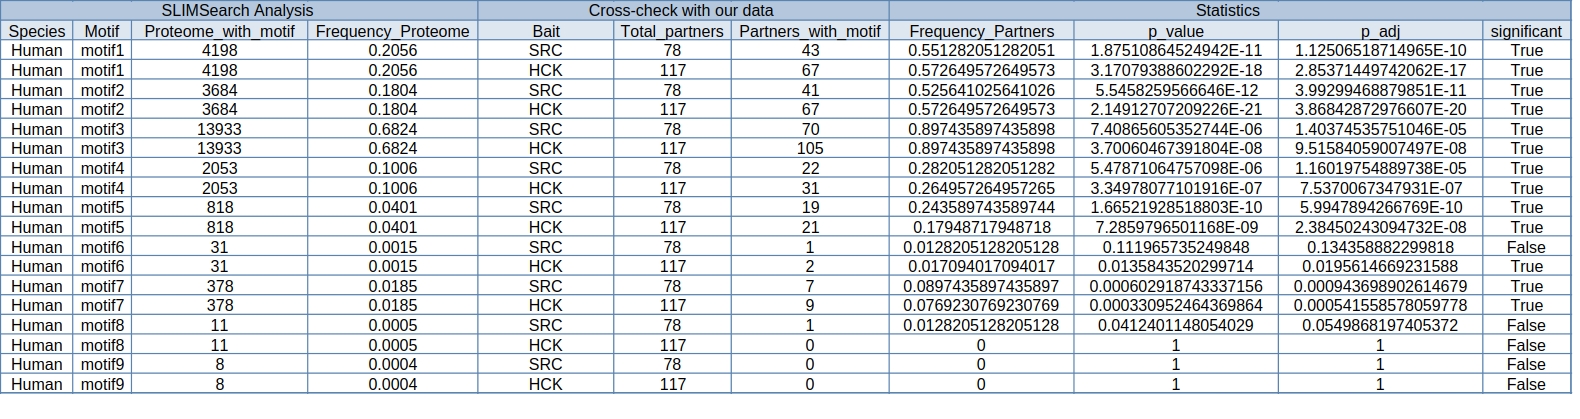 SLIMSearch Analysis Cross-check with our data Statistics
Species Motif Proteome_with_motif Frequency_Proteome Bait Total_partners Partners_with_motif Frequency_Partners p_value p_adj significant
Human motif1 4198 0.2056 SRC 78 43 0.551282051282051 1.87510864524942E-11 1.12506518714965E-10 True
Human motif1 4198 0.2056 HCK 117 67 0.572649572649573 3.17079388602292E-18 2.85371449742062E-17 True
Human motif2 3684 0.1804 SRC 78 41 0.525641025641026 5.5458259566646E-12 3.99299468879851E-11 True
Human motif2 3684 0.1804 HCK 117 67 0.572649572649573 2.14912707209226E-21 3.86842872976607E-20 True
Human motif3 13933 0.6824 SRC 78 70 0.897435897435898 7.40865605352744E-06 1.40374535751046E-05 True
Human motif3 13933 0.6824 HCK 117 105 0.897435897435898 3.70060467391804E-08 9.51584059007497E-08 True
Human motif4 2053 0.1006 SRC 78 22 0.282051282051282 5.47871064757098E-06 1.16019754889738E-05 True
Human motif4 2053 0.1006 HCK 117 31 0.264957264957265 3.34978077101916E-07 7.5370067347931E-07 True
Human motif5 818 0.0401 SRC 78 19 0.243589743589744 1.66521928518803E-10 5.9947894266769E-10 True
Human motif5 818 0.0401 HCK 117 21 0.17948717948718 7.2859796501168E-09 2.38450243094732E-08 True
Human motif6 31 0.0015 SRC 78 1 0.0128205128205128 0.111965735249848 0.134358882299818 False
Human motif6 31 0.0015 HCK 117 2 0.017094017094017 0.0135843520299714 0.0195614669231588 True
Human motif7 378 0.0185 SRC 78 7 0.0897435897435897 0.000602918743337156 0.000943698902614679 True
Human motif7 378 0.0185 HCK 117 9 0.0769230769230769 0.000330952464369864 0.000541558578059778 True
Human motif8 11 0.0005 SRC 78 1 0.0128205128205128 0.0412401148054029 0.0549868197405372 False
Human motif8 11 0.0005 HCK 117 0 0 1 1 False
Human motif9 8 0.0004 SRC 78 0 0 1 1 False
Human motif9 8 0.0004 HCK 117 0 0 1 1 False